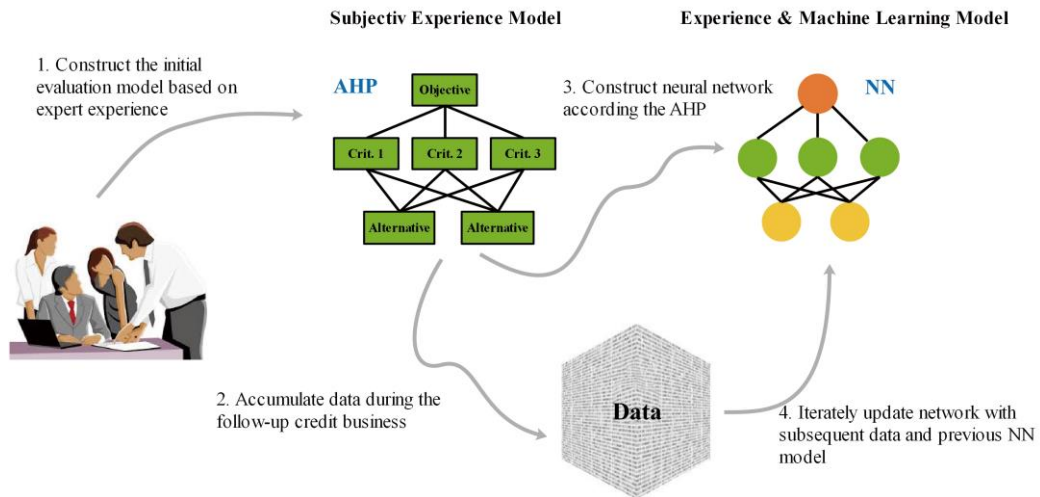 Subjectiv Experience Model
Experience & Machine Learning Model
1. Construct the initial
evaluation model based on
expert experience
AHP
Objective
Crit. 1
Crit. 2
Crit. 3
Alternative
Alternative
3. Construct neural network
according the AHP
NN
2. Accumulate data during the
follow-up credit business
Data
4. Iterately update network with
subsequent data and previous NN
model